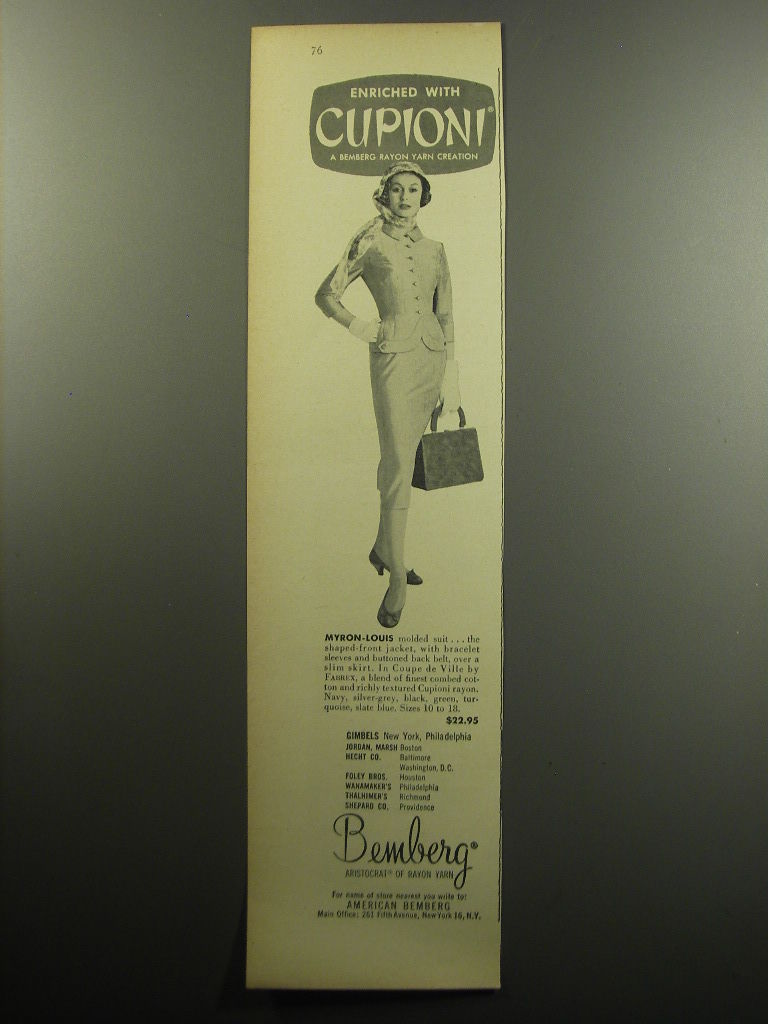 76
ENRICHED WITH
CUPIONI®
A BEMBERG RAYON YARN CREATION
MYRON-LOUIS molded suit . . . the
shaped-front jacket, with bracelet
sleeves and buttoned back belt, over a
slim skirt. In Coupe de Ville by
FABREX, a blend of finest combed cot-
ton and richly textured Cupioni rayon.
Navy, silver-grey, black, green, tur-
quoise, slate blue. Sizes 10 to 18.
$22.95
GIMBELS New York, Philadelphia
JORDAN, MARSH Boston
HECHT CO. Baltimore
Washington, D.C.
FOLEY BROS. Houston
WANAMAKER'S Philadelphia
THALHIMER'S Richmond
SHEPARD CO. Providence
Bemberg®
ARISTOCRAT® OF RAYON YARN
For name of store nearest you write to:
AMERICAN BEMBERG
Main Office: 261 Fifth Avenue, New York 16, N.Y.